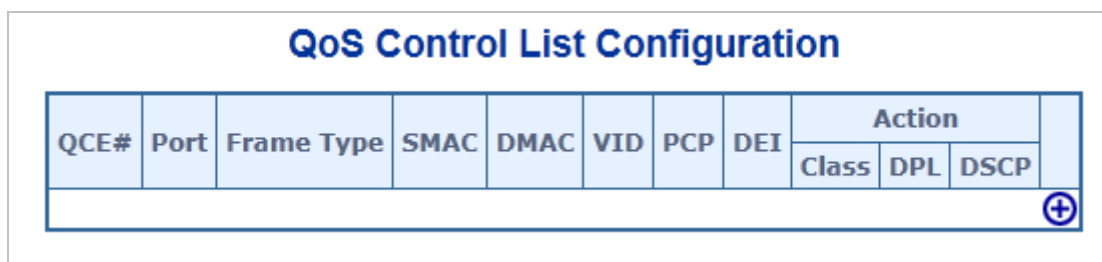 QoS Control List Configuration
QCE# Port Frame Type SMAC DMAC VID PCP DEI Action
Class DPL DSCP